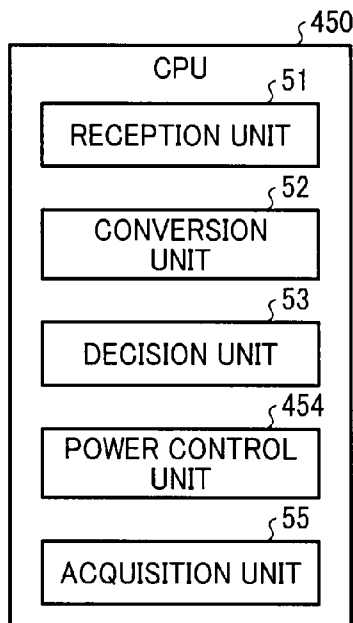 450
CPU
51
RECEPTION UNIT
52
CONVERSION
UNIT
53
DECISION UNIT
454
POWER CONTROL
UNIT
55
ACQUISITION UNIT